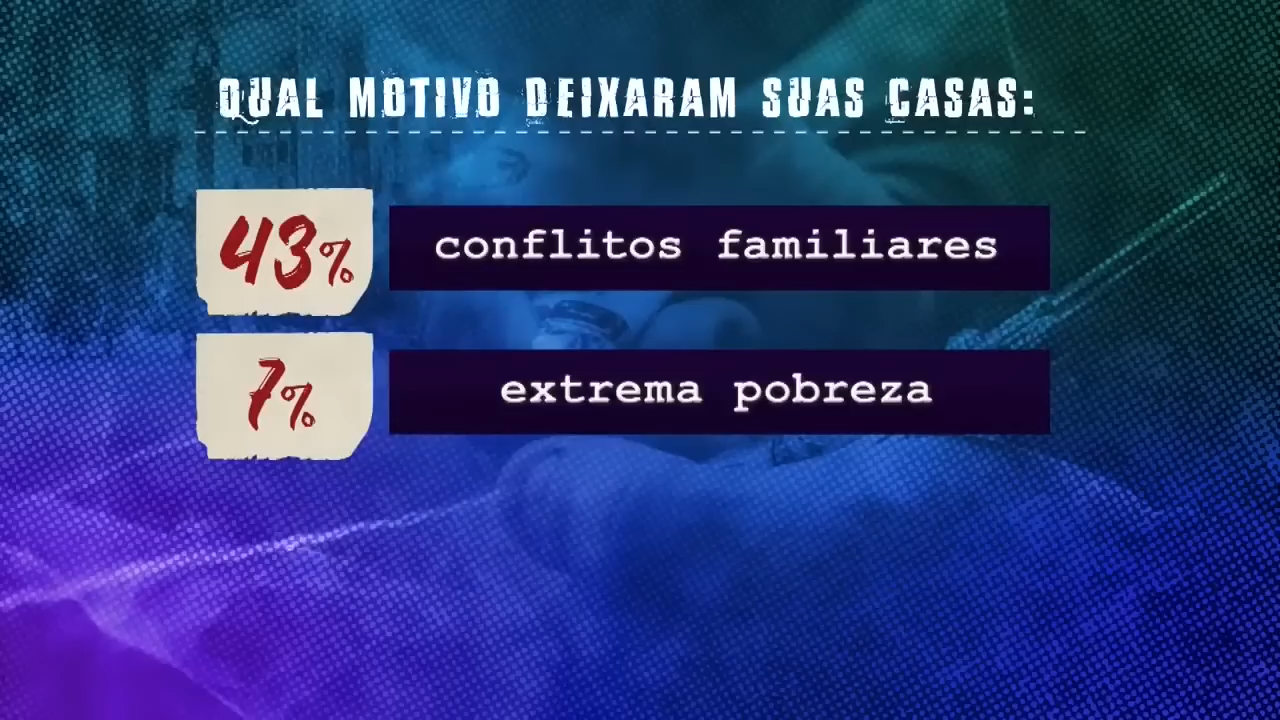 QUAL MOTIVO DEIXARAM SUAS CASAS:
43% conflitos familiares
7% extrema pobreza